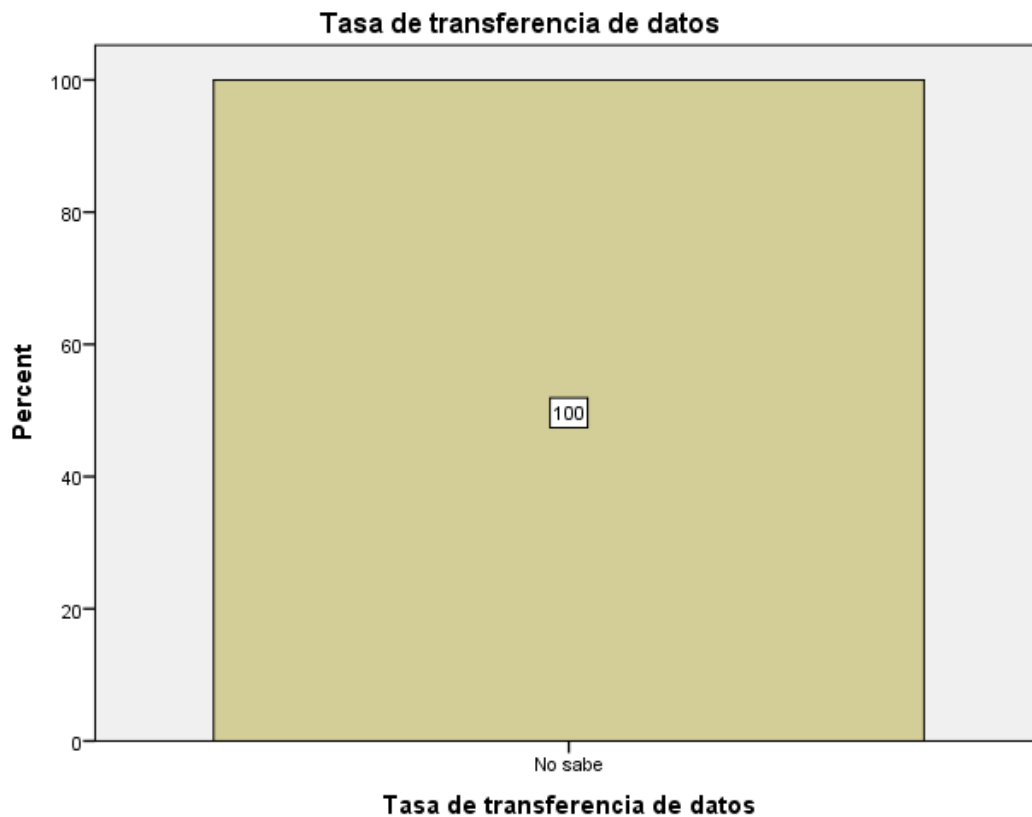 Tasa de transferencia de datos
Percent
100
80
60
40
20
0
100
No sabe
Tasa de transferencia de datos